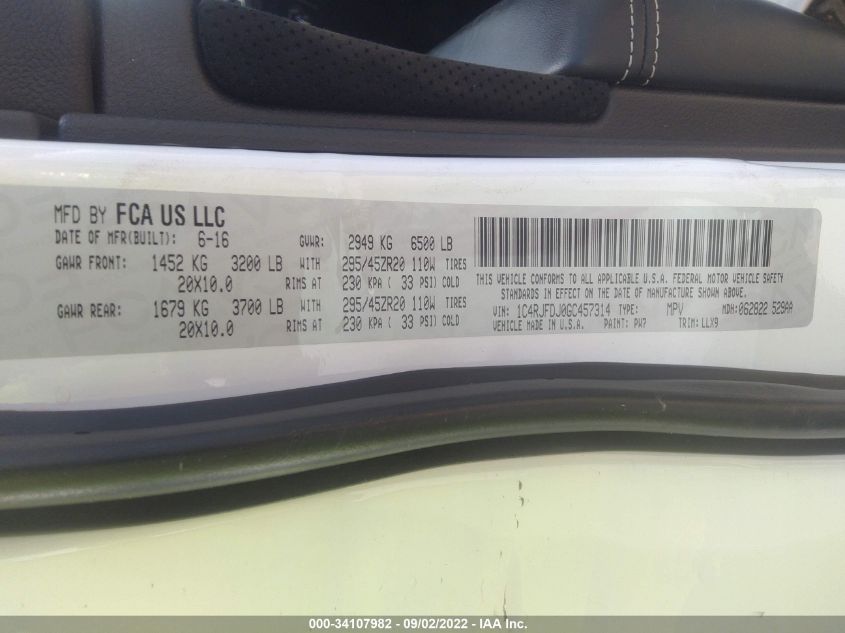 MFD BY FCA US LLC
DATE OF MFR(BUILT): 6-16 GVWR: 2949 KG 6500 LB
GAWR FRONT: 1452 KG 3200 LB WITH 295/45ZR20 110W TIRES
20X10.0 RIMS AT 230 KPA ( 33 PSI) COLD
GAWR REAR: 1679 KG 3700 LB WITH 295/45ZR20 110W TIRES
20X10.0 RIMS AT 230 KPA ( 33 PSI) COLD
THIS VEHICLE CONFORMS TO ALL APPLICABLE U.S.A. FEDERAL MOTOR VEHICLE SAFETY
STANDARDS IN EFFECT ON THE DATE OF MANUFACTURE SHOWN ABOVE.
VIN: 1C4RJFDJ0GC457314 TYPE: MPV MDH:062822 529AA
VEHICLE MADE IN U.S.A. PAINT: PW7 TRIM: LLX9
000-34107982 - 09/02/2022 - IAA Inc.